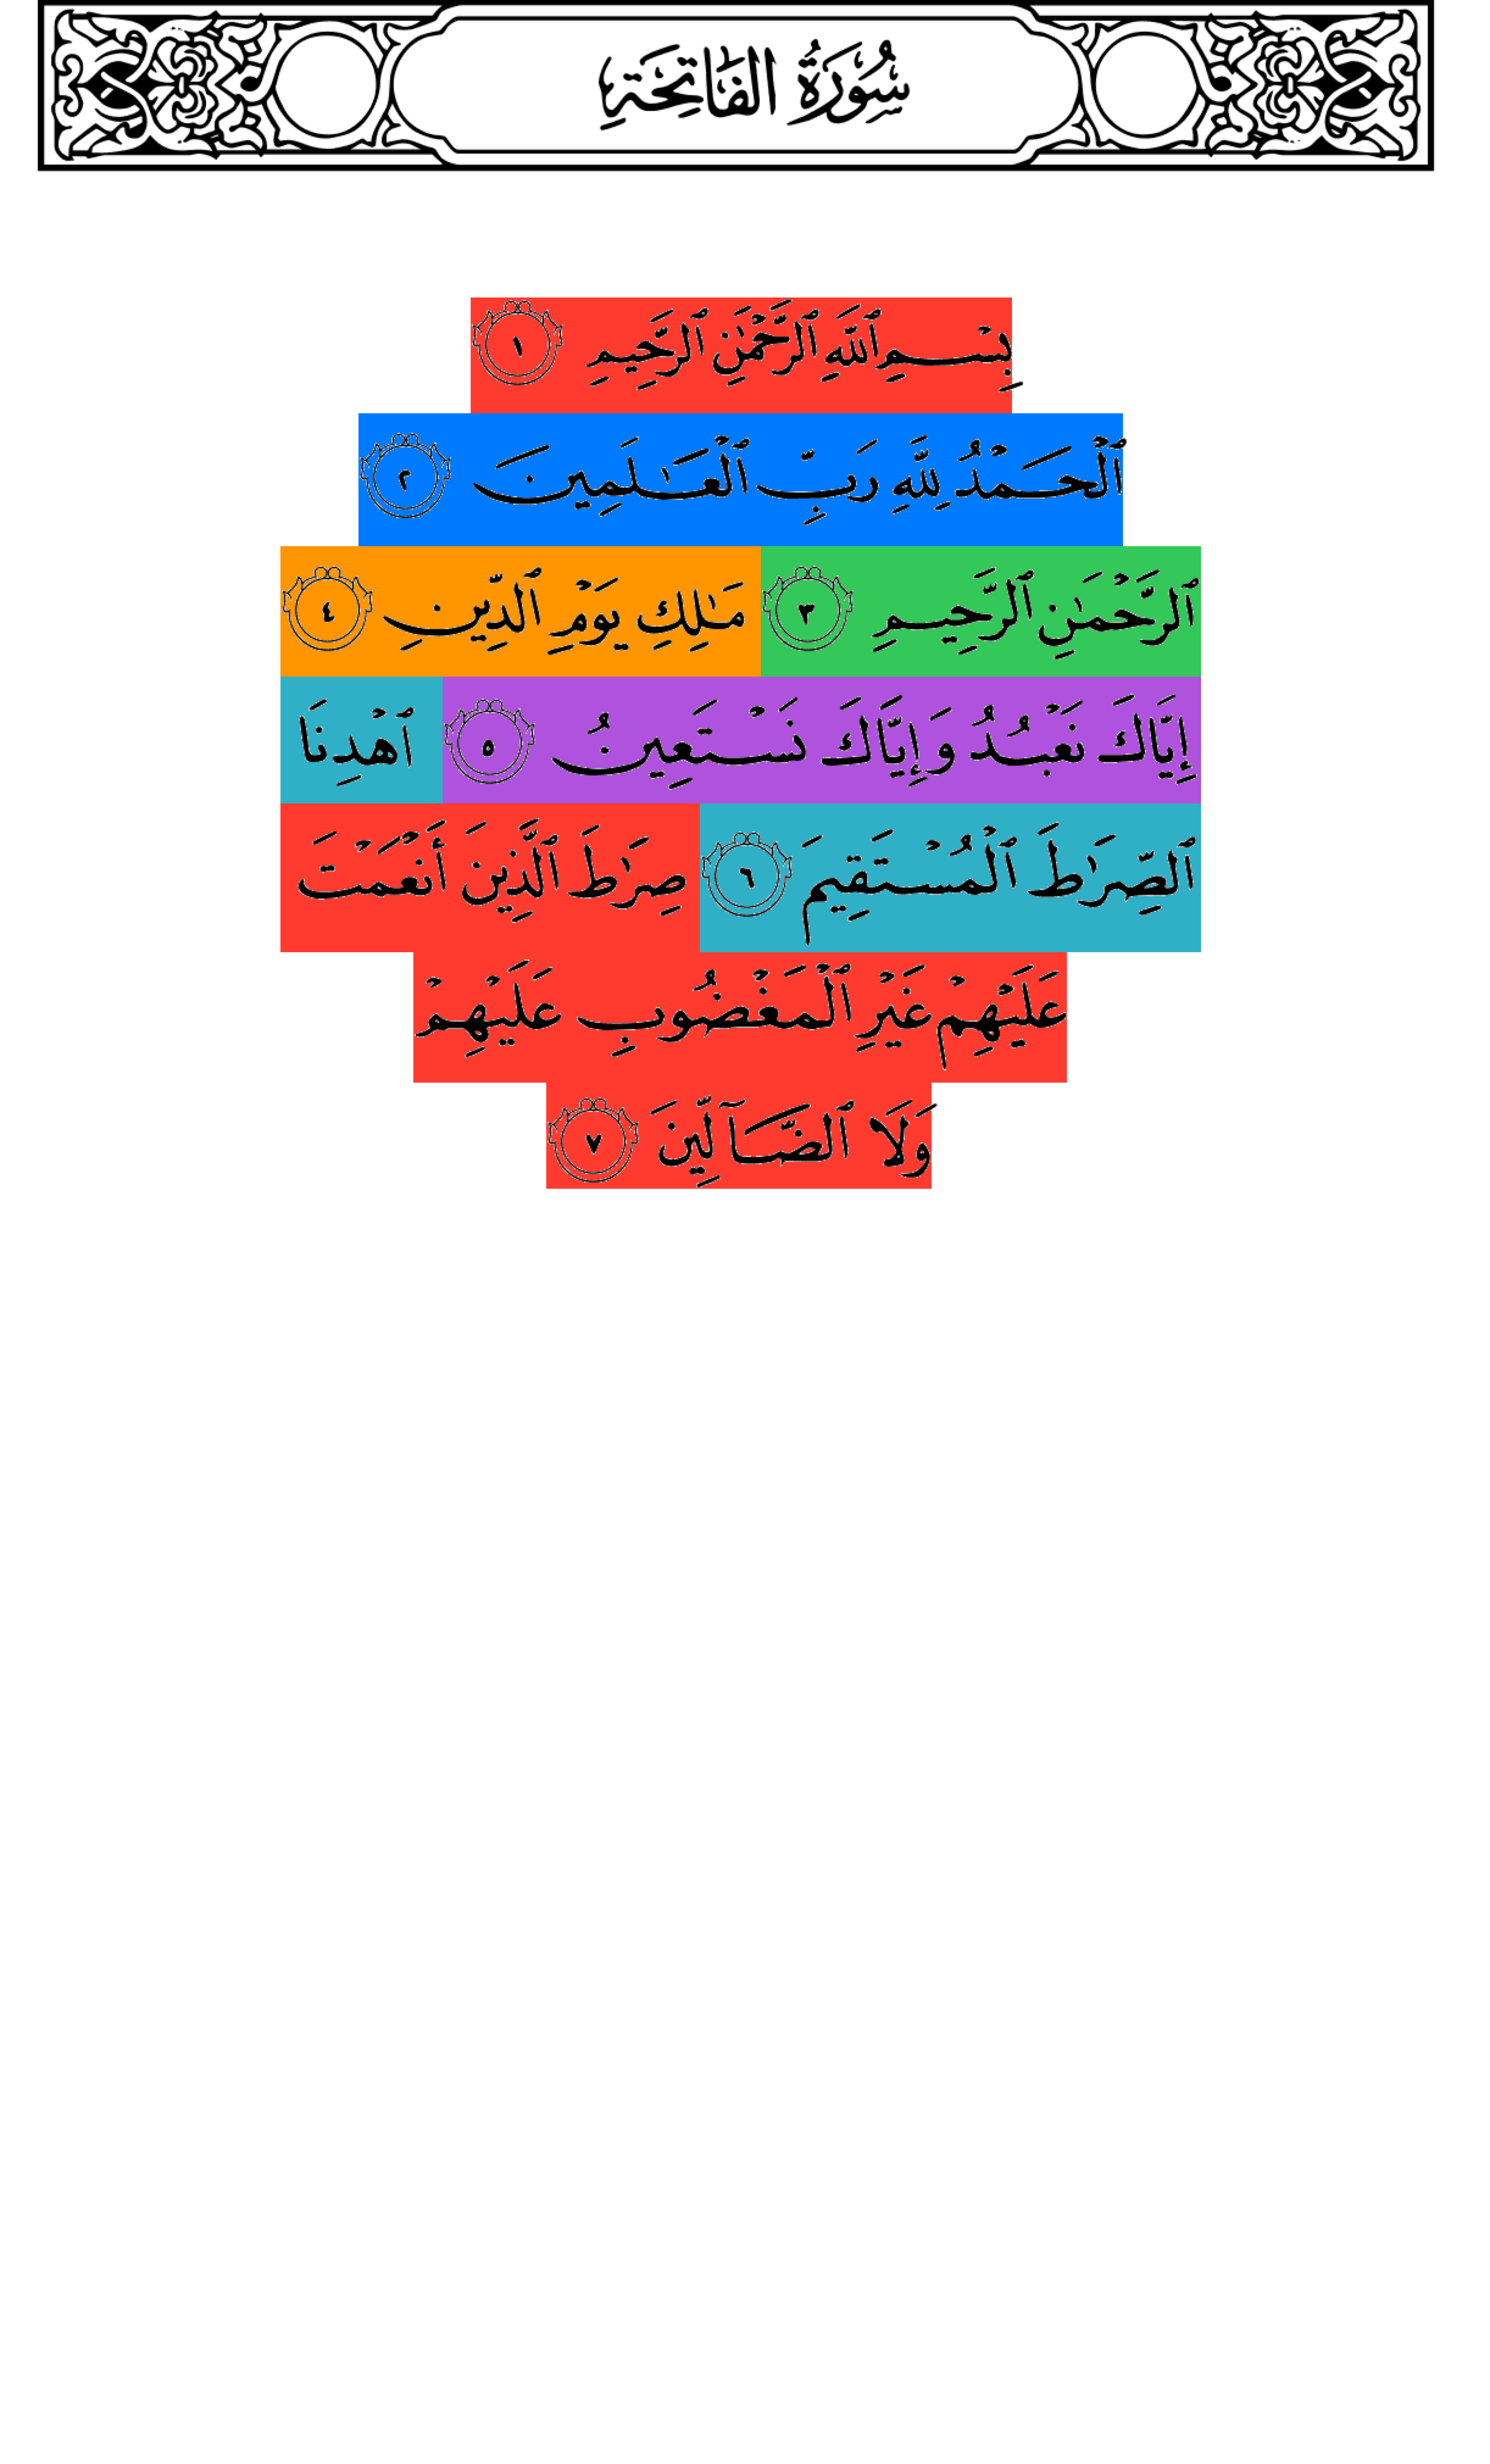 سُورَةُ الفَاتِحَةِ
بِسْمِ ٱللَّهِ ٱلرَّحْمَٰنِ ٱلرَّحِيمِ ١
ٱلْحَمْدُ لِلَّهِ رَبِّ ٱلْعَـٰلَمِينَ ٢
ٱلرَّحْمَـٰنِ ٱلرَّحِيمِ ٣ مَـٰلِكِ يَوْمِ ٱلدِّينِ ٤
إِيَّاكَ نَعْبُدُ وَإِيَّاكَ نَسْتَعِينُ ٥ ٱهْدِنَا
ٱلصِّرَٰطَ ٱلْمُسْتَقِيمَ ٦ صِرَٰطَ ٱلَّذِينَ أَنْعَمْتَ
عَلَيْهِمْ غَيْرِ ٱلْمَغْضُوبِ عَلَيْهِمْ
وَلَا ٱلضَّآلِّينَ ٧